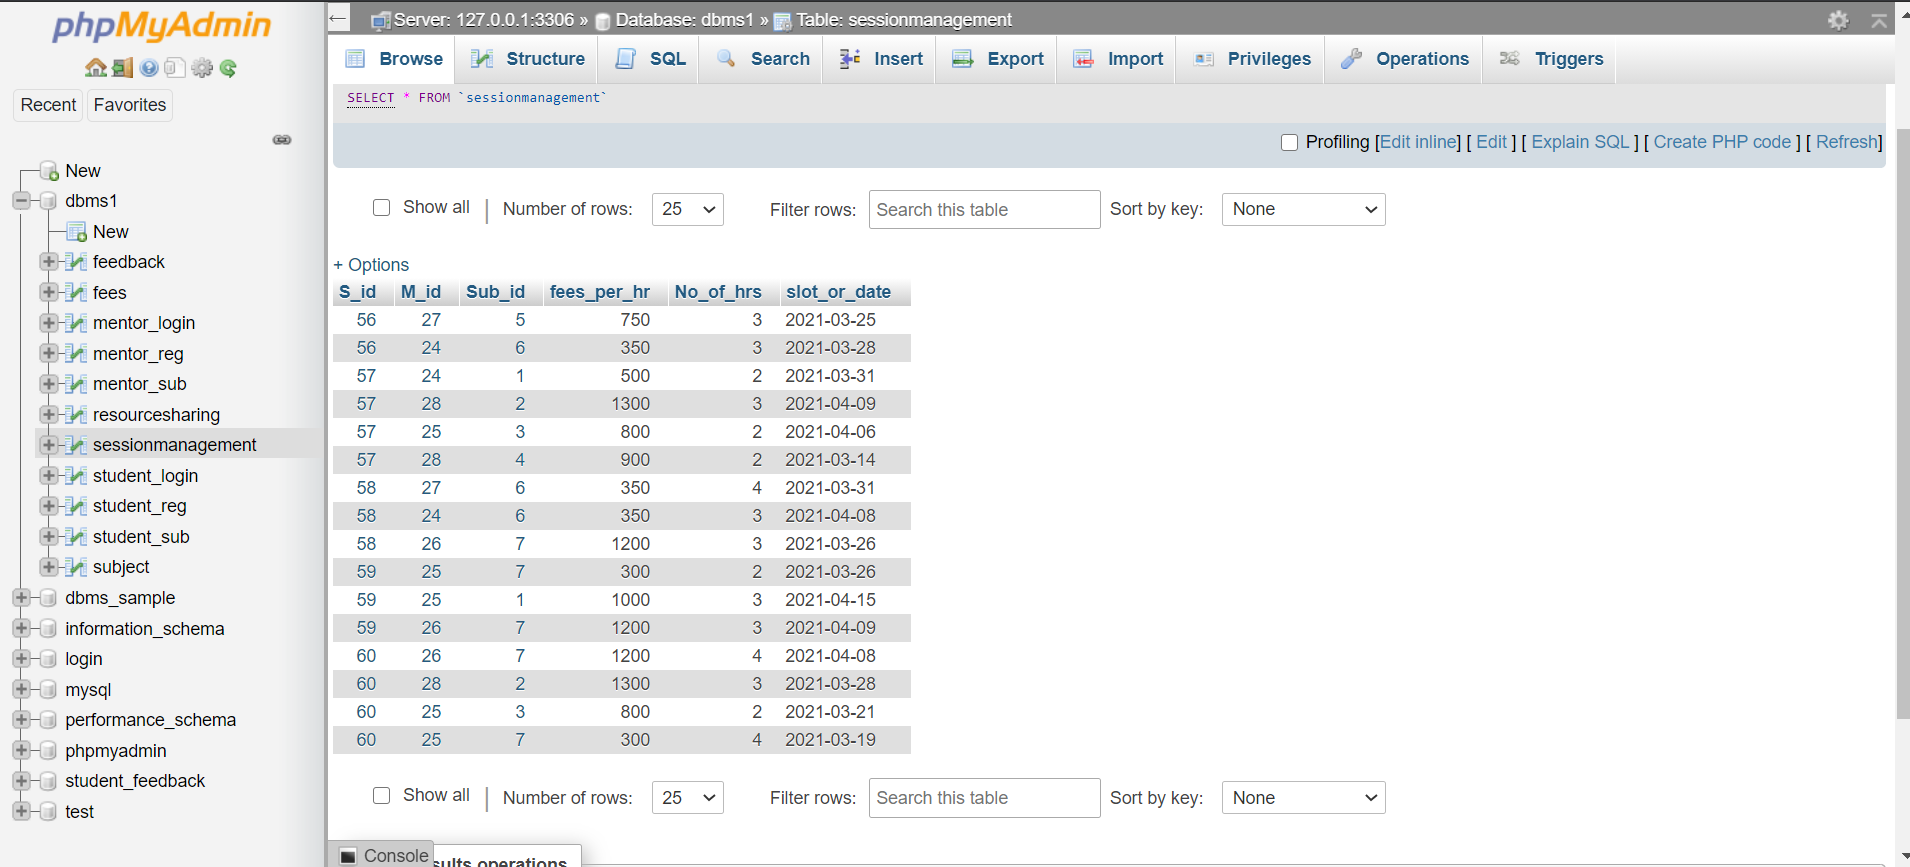 phpMyAdmin
Recent Favorites
New
dbms1
New
feedback
fees
mentor_login
mentor_reg
mentor_sub
resourcesharing
sessionmanagement
student_login
student_reg
student_sub
subject
dbms_sample
information_schema
login
mysql
performance_schema
phpmyadmin
student_feedback
test
← Server: 127.0.0.1:3306 » Database: dbms1 » Table: sessionmanagement
Browse Structure SQL Search Insert Export Import Privileges Operations Triggers
SELECT * FROM `sessionmanagement`
Profiling [Edit inline] [ Edit ] [ Explain SQL ] [ Create PHP code ] [ Refresh]
Show all | Number of rows: 25 Filter rows: Search this table Sort by key: None
+ Options
S_id M_id Sub_id fees_per_hr No_of_hrs slot_or_date
56 27 5 750 3 2021-03-25
56 24 6 350 3 2021-03-28
57 24 1 500 2 2021-03-31
57 28 2 1300 3 2021-04-09
57 25 3 800 2 2021-04-06
57 28 4 900 2 2021-03-14
58 27 6 350 4 2021-03-31
58 24 6 350 3 2021-04-08
58 26 7 1200 3 2021-03-26
59 25 7 300 2 2021-03-26
59 25 1 1000 3 2021-04-15
59 26 7 1200 3 2021-04-09
60 26 7 1200 4 2021-04-08
60 28 2 1300 3 2021-03-28
60 25 3 800 2 2021-03-21
60 25 7 300 4 2021-03-19
Show all | Number of rows: 25 Filter rows: Search this table Sort by key: None
Console sults operations